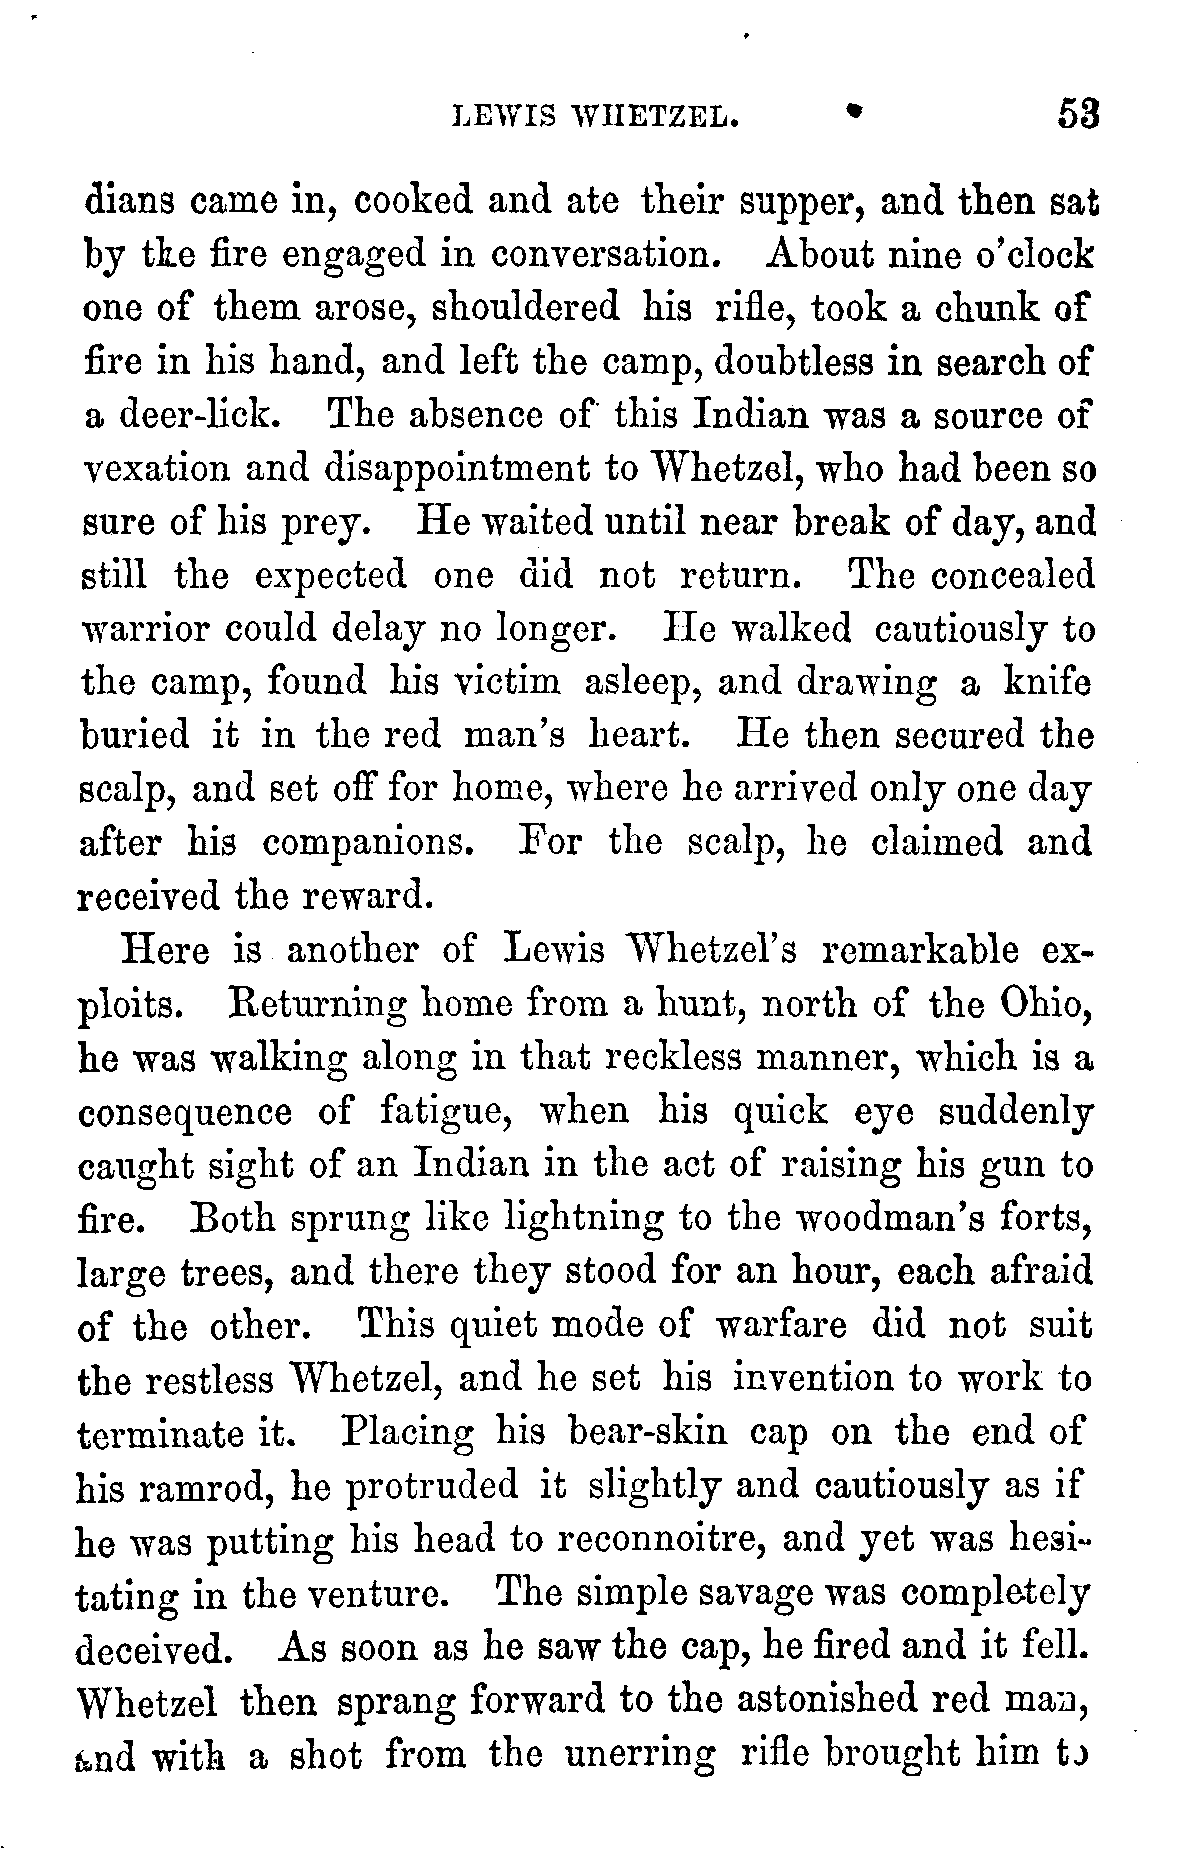 LEWIS WHETZEL. 53
dians came in, cooked and ate their supper, and then sat
by the fire engaged in conversation. About nine o'clock
one of them arose, shouldered his rifle, took a chunk of
fire in his hand, and left the camp, doubtless in search of
a deer-lick. The absence of this Indian was a source of
vexation and disappointment to Whetzel, who had been so
sure of his prey. He waited until near break of day, and
still the expected one did not return. The concealed
warrior could delay no longer. He walked cautiously to
the camp, found his victim asleep, and drawing a knife
buried it in the red man's heart. He then secured the
scalp, and set off for home, where he arrived only one day
after his companions. For the scalp, he claimed and
received the reward.
Here is another of Lewis Whetzel's remarkable ex-
ploits. Returning home from a hunt, north of the Ohio,
he was walking along in that reckless manner, which is a
consequence of fatigue, when his quick eye suddenly
caught sight of an Indian in the act of raising his gun to
fire. Both sprung like lightning to the woodman's forts,
large trees, and there they stood for an hour, each afraid
of the other. This quiet mode of warfare did not suit
the restless Whetzel, and he set his invention to work to
terminate it. Placing his bear-skin cap on the end of
his ramrod, he protruded it slightly and cautiously as if
he was putting his head to reconnoitre, and yet was hesi-
tating in the venture. The simple savage was completely
deceived. As soon as he saw the cap, he fired and it fell.
Whetzel then sprang forward to the astonished red man,
and with a shot from the unerring rifle brought him to